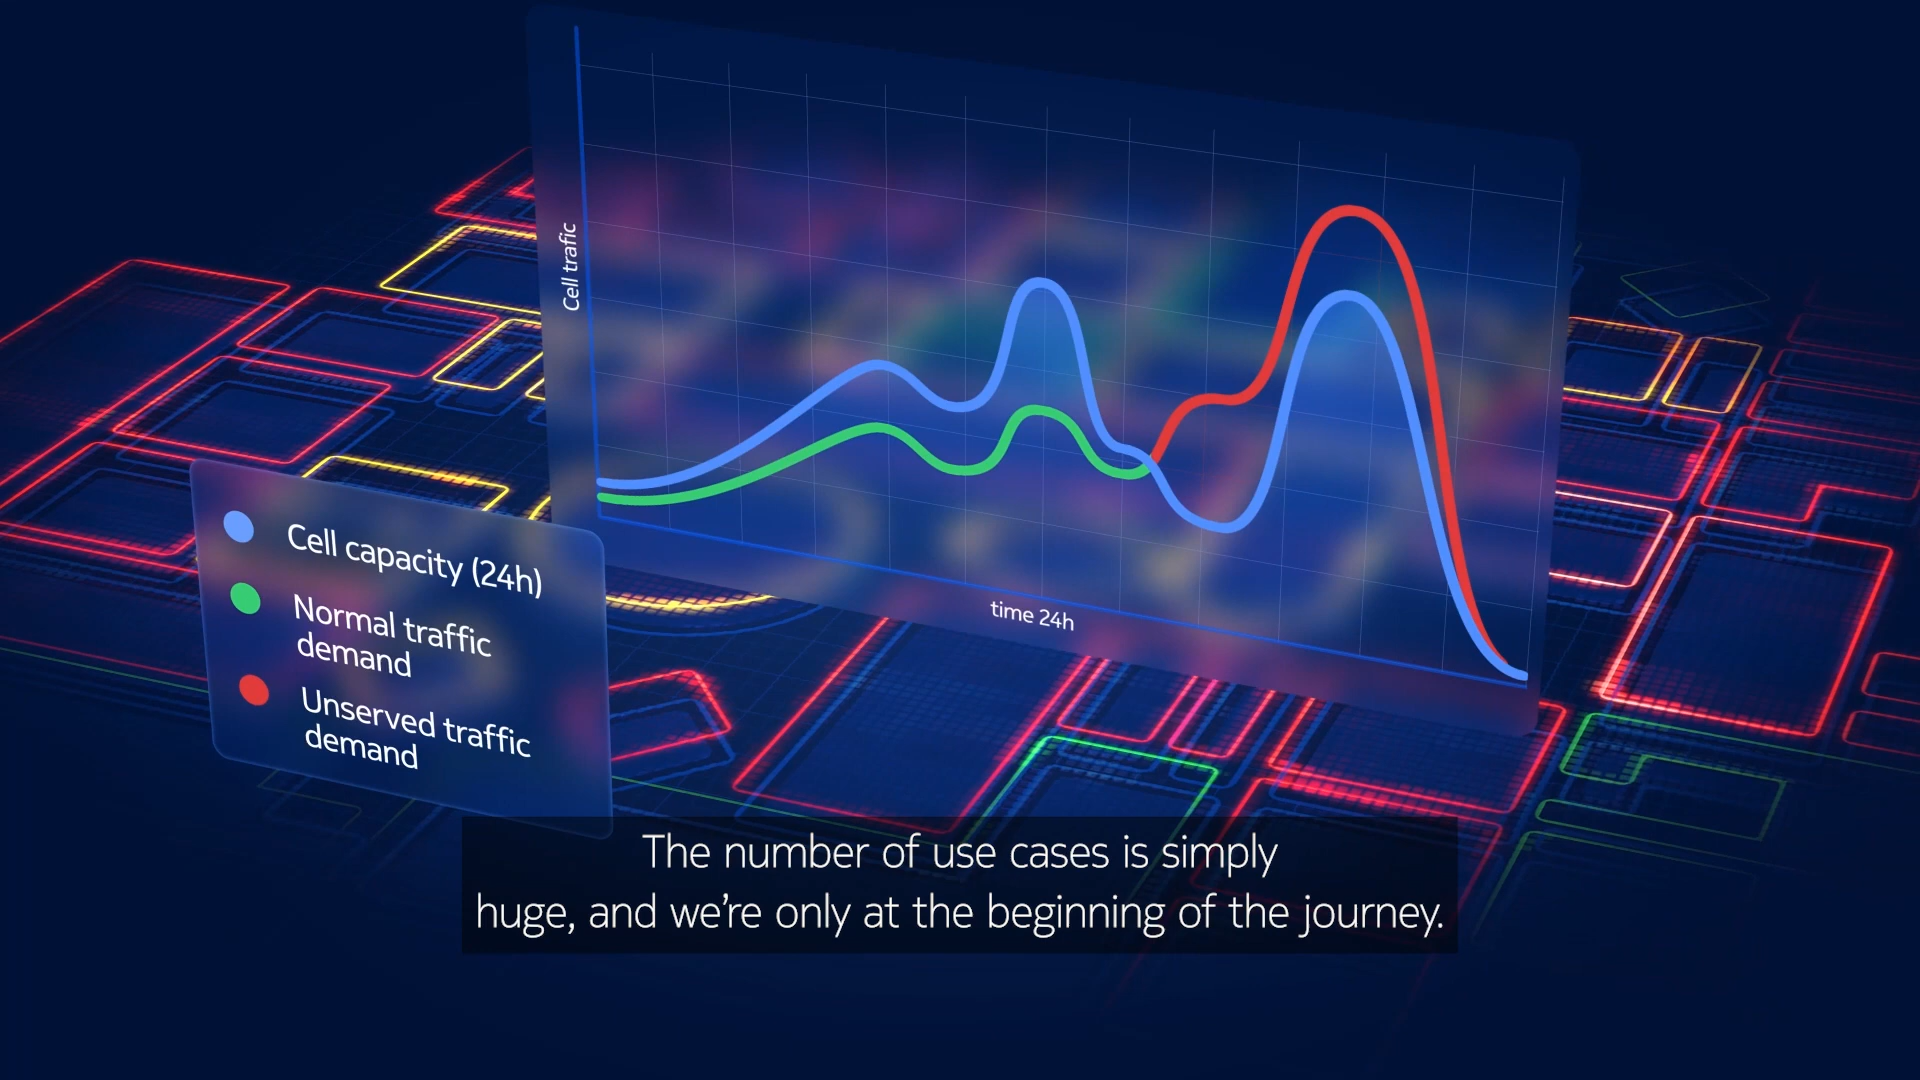 Cell traffic
time 24h
Cell capacity (24h)
Normal traffic
demand
Unserved traffic
demand
The number of use cases is simply
huge, and we’re only at the beginning of the journey.